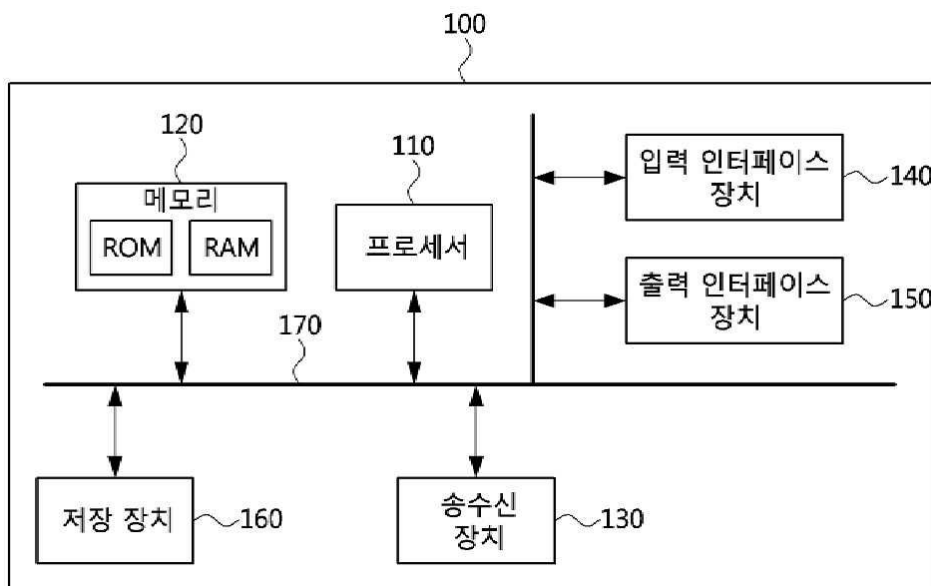 100
120
110
메모리
ROM
RAM
프로세서
입력 인터페이스
장치
140
출력 인터페이스
장치
150
170
저장 장치
160
송수신
장치
130